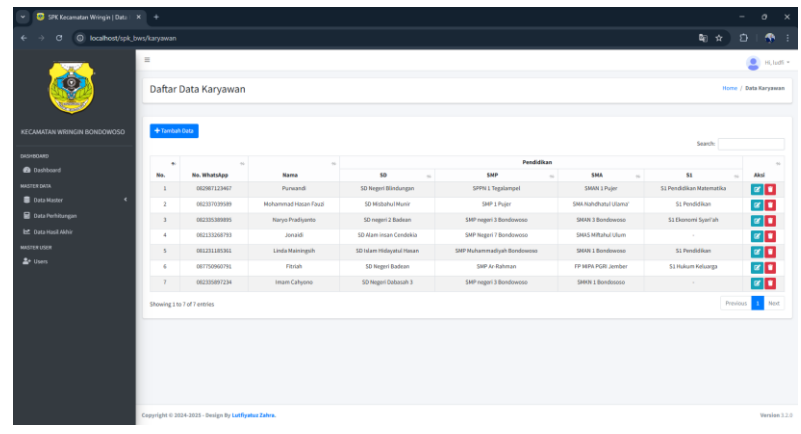 SPK Kecamatan Wringin | Data
localhost/spk_bws/karyawan
Hi, lutfi
KECAMATAN WRINGIN BONDOWOSO
DASHBOARD
Dashboard
MASTER DATA
Data Master
Data Perhitungan
Data Hasil Akhir
MASTER USER
Users
Daftar Data Karyawan
Home / Data Karyawan
+ Tambah Data
Search:
Pendidikan
No. No. WhatsApp Nama SD SMP SMA S1 Aksi
1 082987123467 Purwandi SD Negeri Blindungan SPPN 1 Tegalampel SMAN 1 Pujer S1 Pendidikan Matematika
2 082337039589 Mohammad Hasan Fauzi SD Misbahul Munir SMP 1 Pujer SMA Nahdhatul Ulama' S1 Pendidikan
3 082335389895 Naryo Pradiyanto SD negeri 2 Badean SMP negeri 3 Bondowoso SMAN 3 Bondowoso S1 Ekonomi Syari'ah
4 082133268793 Jonaidi SD Alam Insan Cendekia SMP Negeri 7 Bondowoso SMAS Miftahul Ulum -
5 081231185361 Linda Mainingsih SD Islam Hidayatul Hasan SMP Muhammadiyah Bondowoso SMAN 1 Bondowoso S1 Pendidikan
6 087750960791 Fitriah SD Negeri Badean SMP Ar-Rahman FP MIPA PGRI Jember S1 Hukum Keluarga
7 082335897234 Imam Cahyono SD Negeri Dabasah 3 SMP negeri 3 Bondowoso SMKN 1 Bondososo -
Showing 1 to 7 of 7 entries
Previous 1 Next
Copyright © 2024-2025 - Design By Lutfiyatuz Zahro.
Version 3.2.0